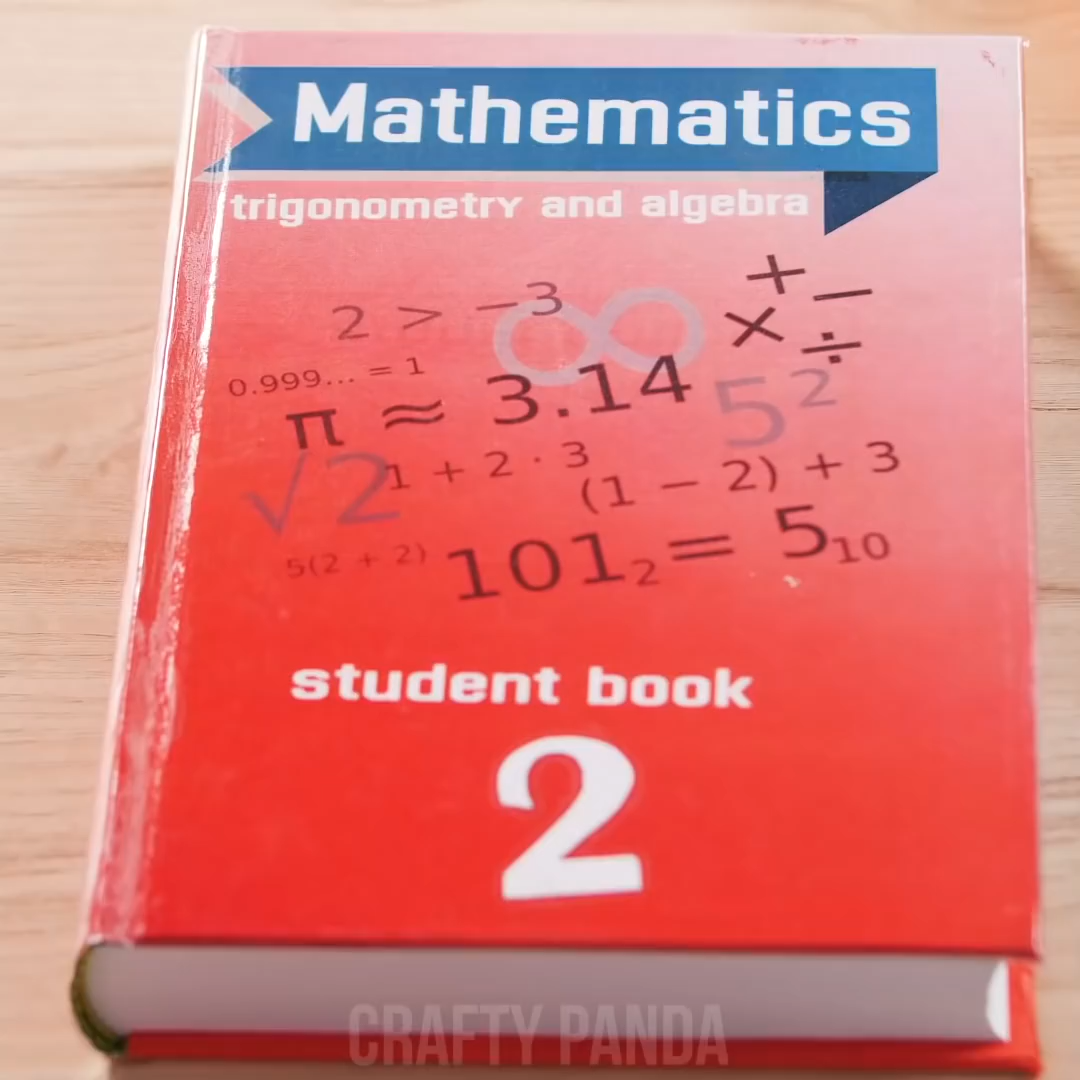 Mathematics
trigonometry and algebra
2 > −3
∞
+ −
× ÷
0.999... = 1
π ≈ 3.14
5²
√2
1 + 2 · 3
(1 − 2) + 3
5(2 + 2)
101₂ = 5₁₀
student book
2
CRAFTY PANDA